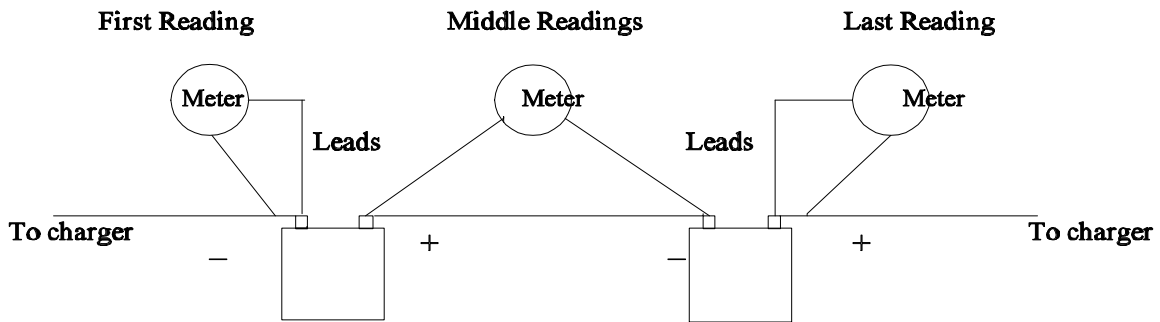 First Reading
Middle Readings
Last Reading
Meter
Meter
Meter
Leads
Leads
To charger
−
+
−
+
To charger